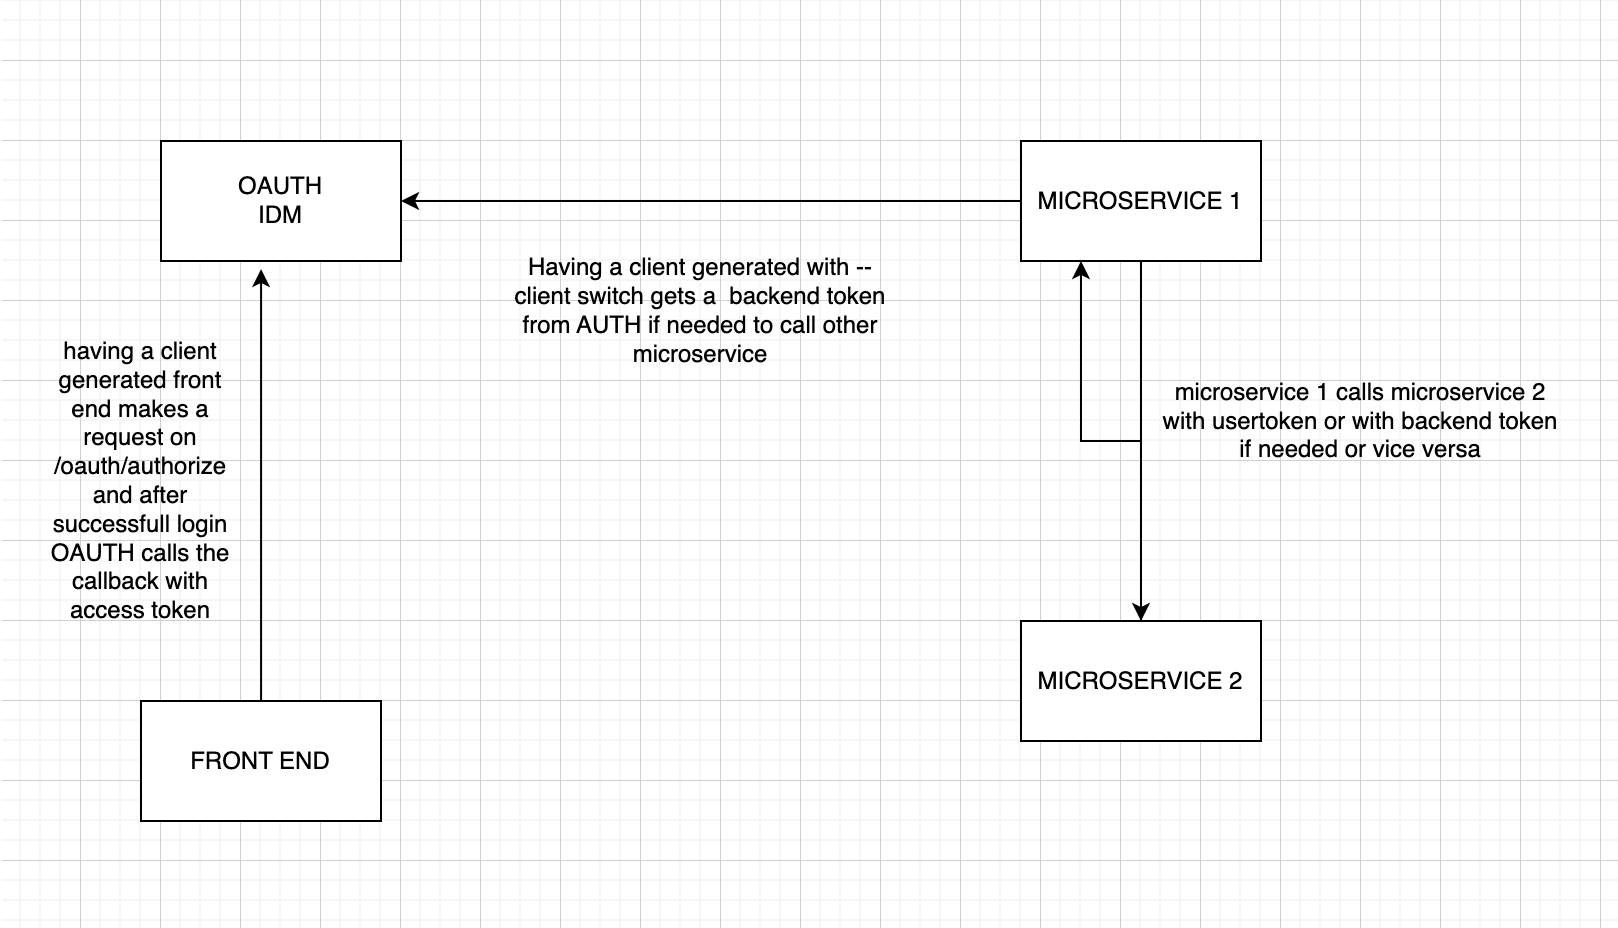 OAUTH
IDM
MICROSERVICE 1
Having a client generated with --
client switch gets a  backend token
from AUTH if needed to call other
microservice
having a client
generated front
end makes a
request on
/oauth/authorize
and after
successfull login
OAUTH calls the
callback with
access token
microservice 1 calls microservice 2
with usertoken or with backend token
if needed or vice versa
MICROSERVICE 2
FRONT END